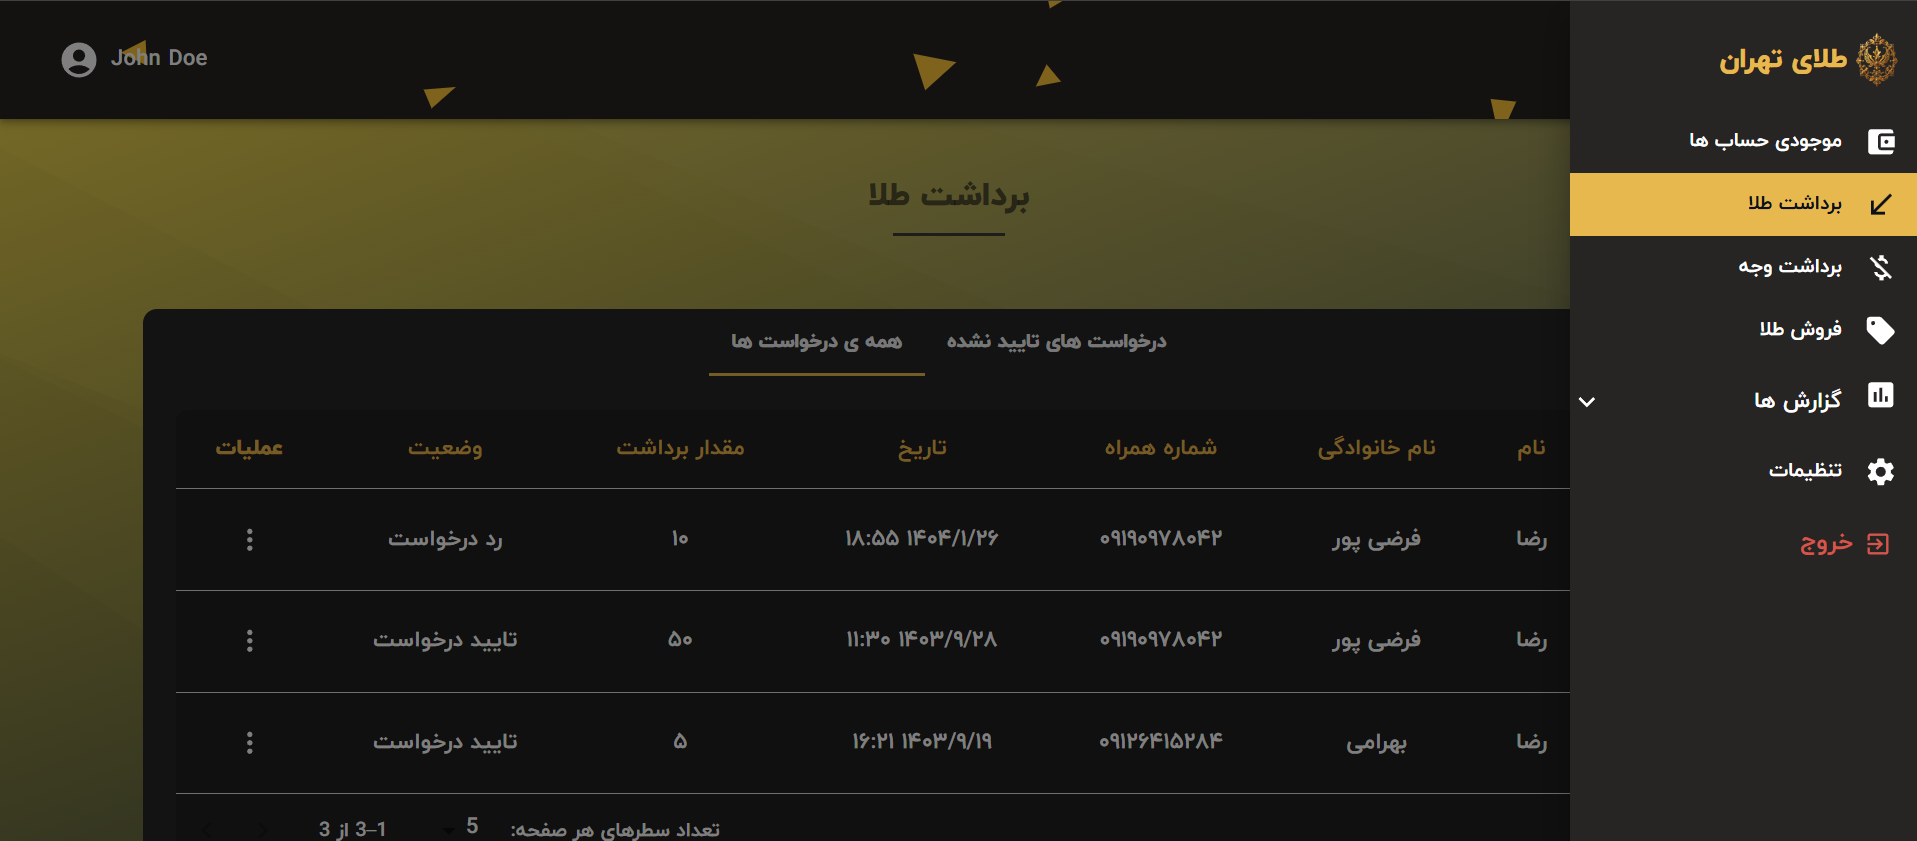 طلای تهران
موجودی حساب ها
برداشت طلا
برداشت وجه
فروش طلا
گزارش ها
تنظیمات
خروج
John Doe
برداشت طلا
درخواست های تایید نشده همه ی درخواست ها
نام نام خانوادگی شماره همراه تاریخ مقدار برداشت وضعیت عملیات
رضا فرضی پور ۰۹۱۹۰۹۷۸۰۴۲ ۱۴۰۴/۱/۲۶ ۱۸:۵۵ ۱۰ رد درخواست
رضا فرضی پور ۰۹۱۹۰۹۷۸۰۴۲ ۱۴۰۳/۹/۲۸ ۱۱:۳۰ ۵۰ تایید درخواست
رضا بهرامی ۰۹۱۲۶۴۱۵۲۸۴ ۱۴۰۳/۹/۱۹ ۱۶:۲۱ ۵ تایید درخواست
تعداد سطرهای هر صفحه: 5 1–3 از 3